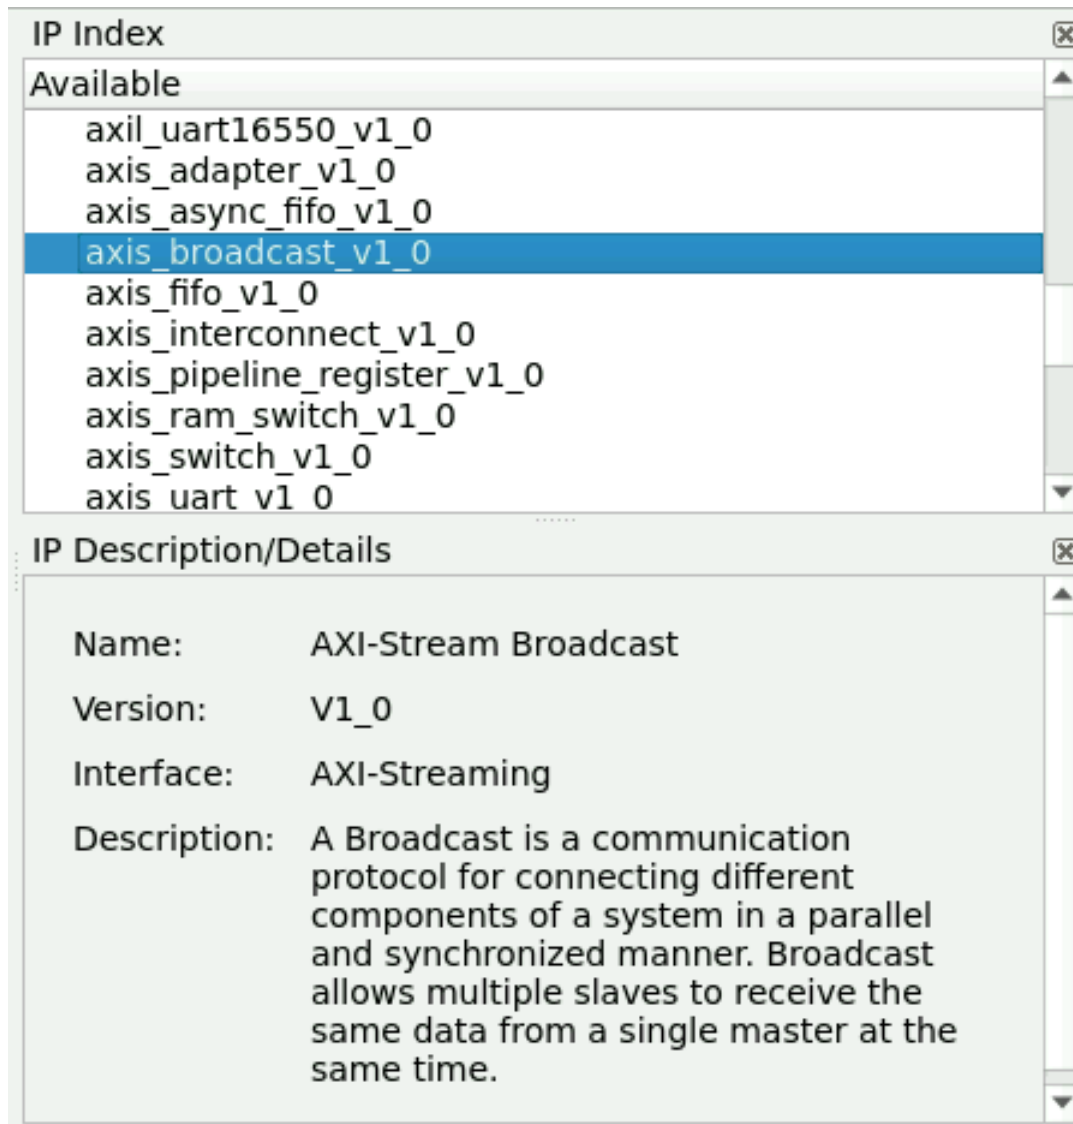 IP Index
Available
axil_uart16550_v1_0
axis_adapter_v1_0
axis_async_fifo_v1_0
axis_broadcast_v1_0
axis_fifo_v1_0
axis_interconnect_v1_0
axis_pipeline_register_v1_0
axis_ram_switch_v1_0
axis_switch_v1_0
axis_uart_v1_0
IP Description/Details
Name: AXI-Stream Broadcast
Version: V1_0
Interface: AXI-Streaming
Description: A Broadcast is a communication
protocol for connecting different
components of a system in a parallel
and synchronized manner. Broadcast
allows multiple slaves to receive the
same data from a single master at the
same time.